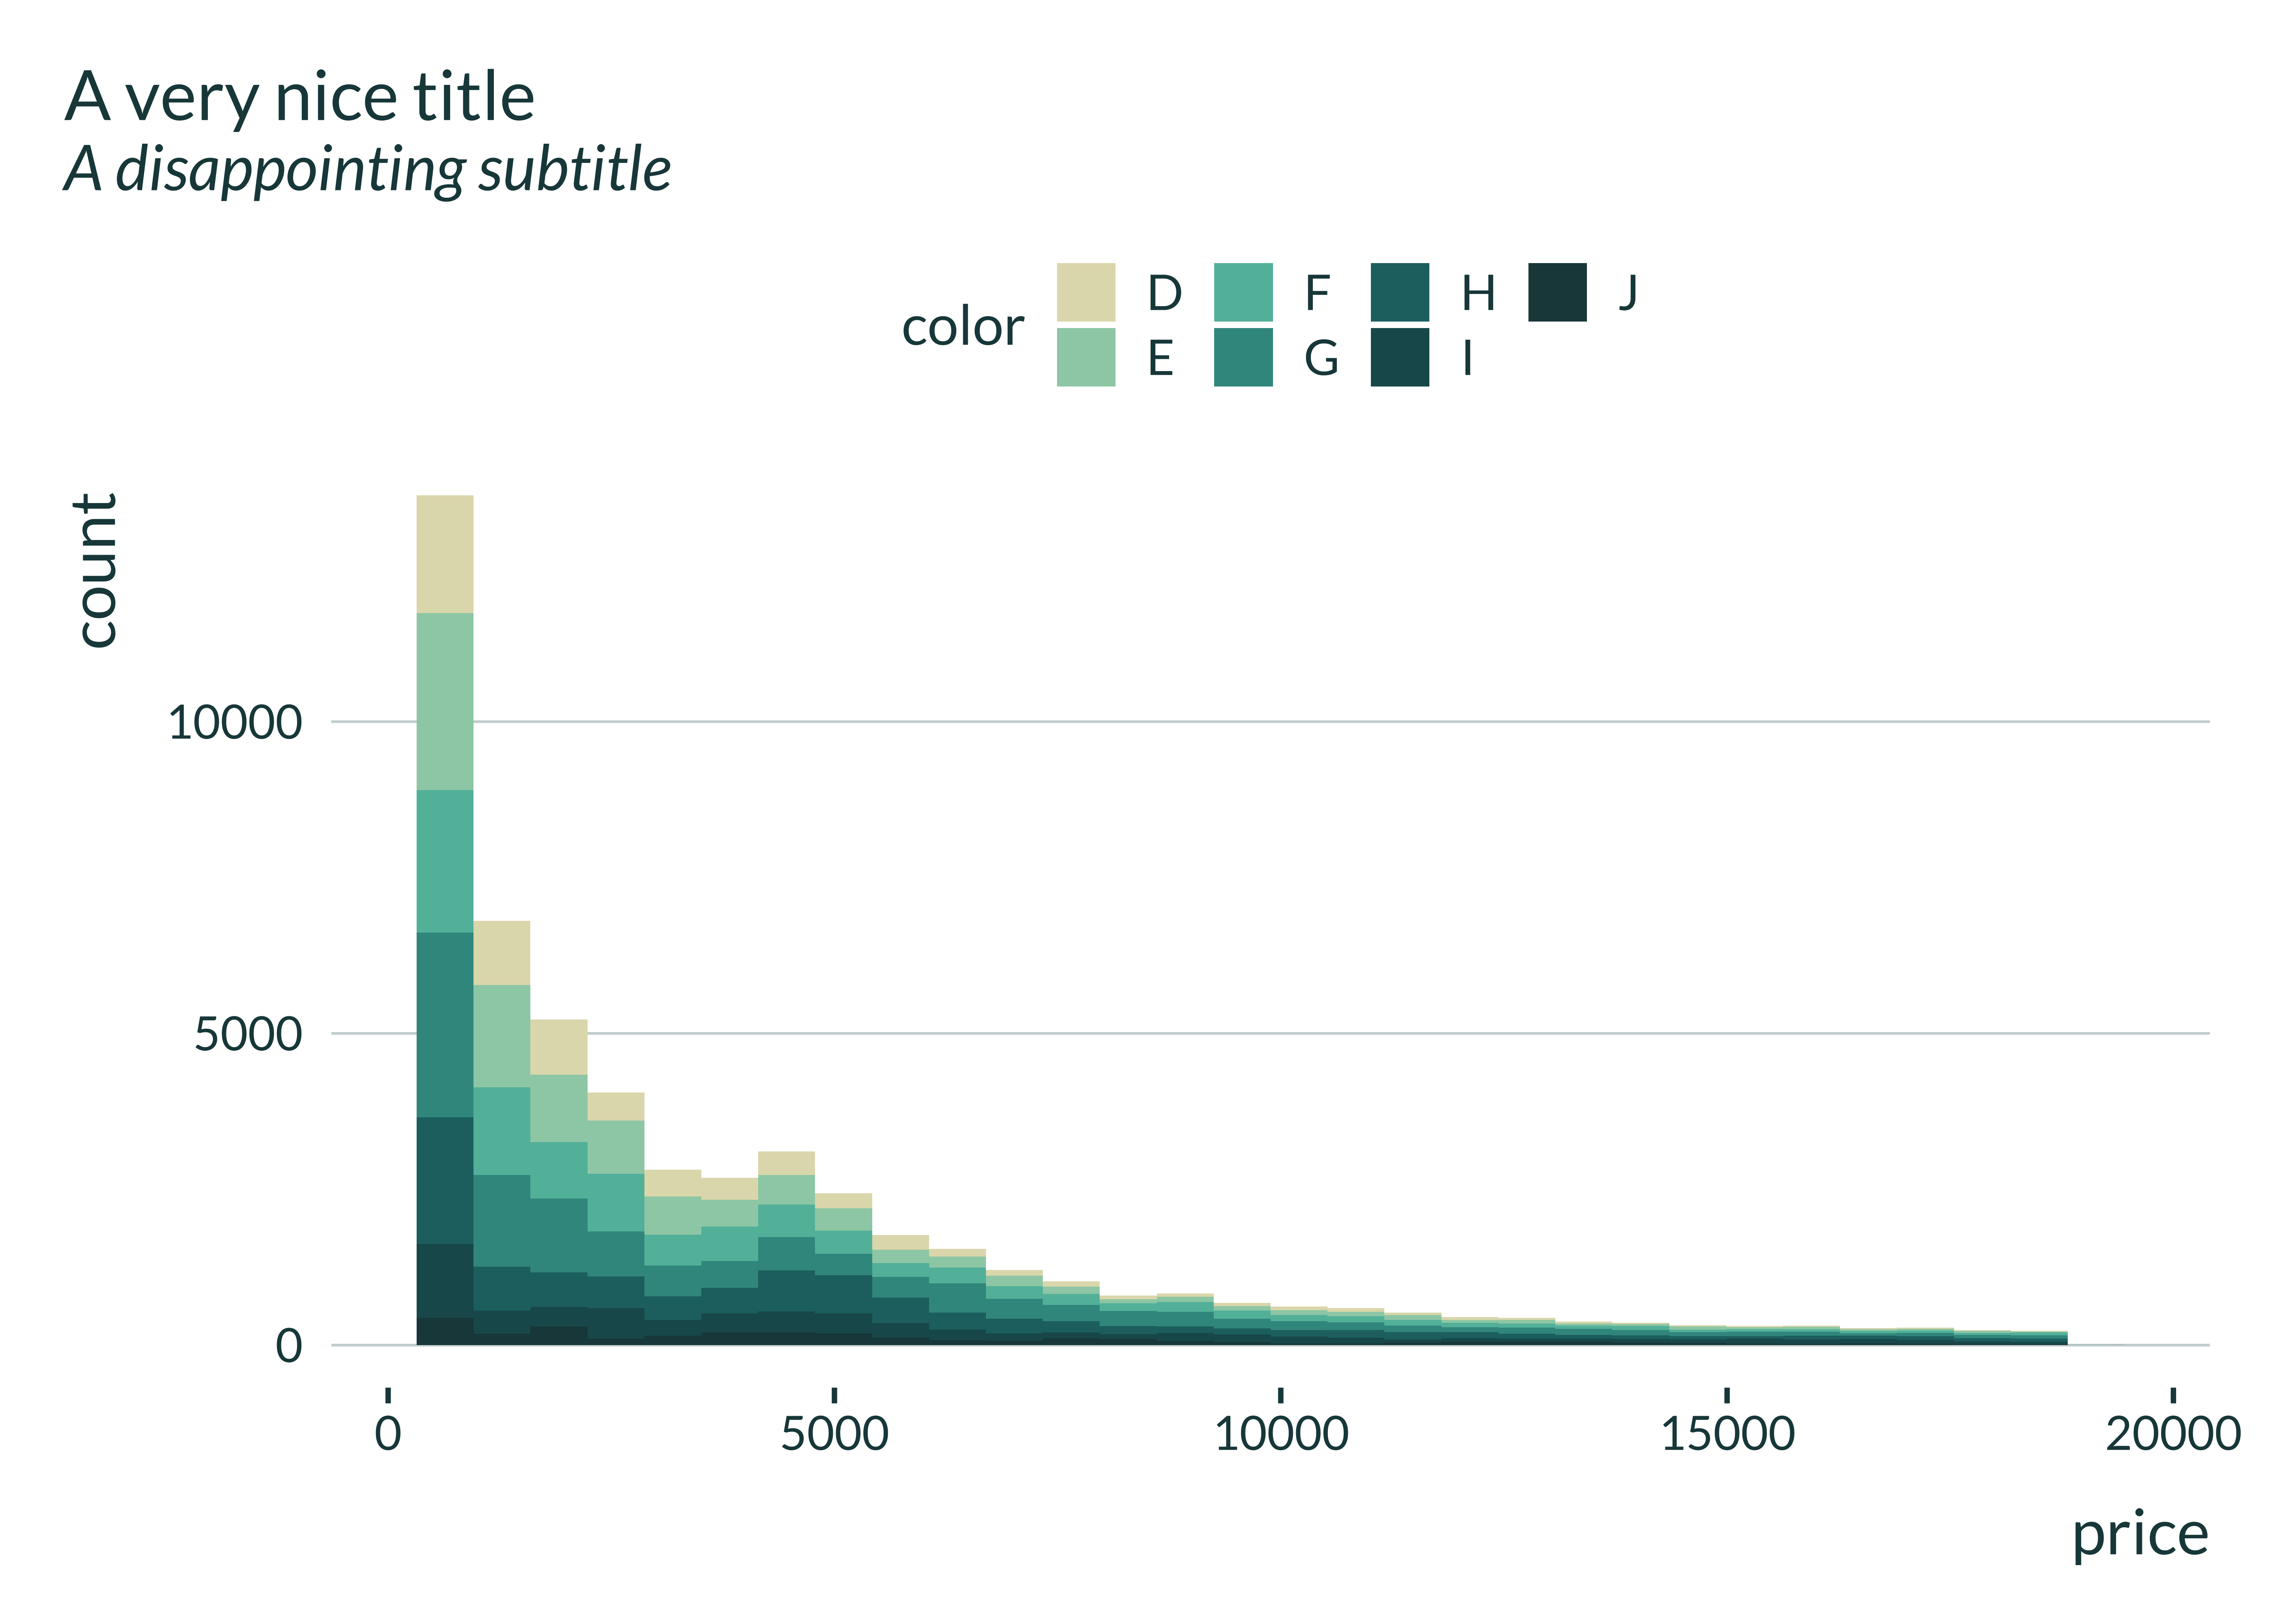 A very nice title
A disappointing subtitle
color
D
F
H
J
E
G
I
count
10000
5000
0
0
5000
10000
15000
20000
price